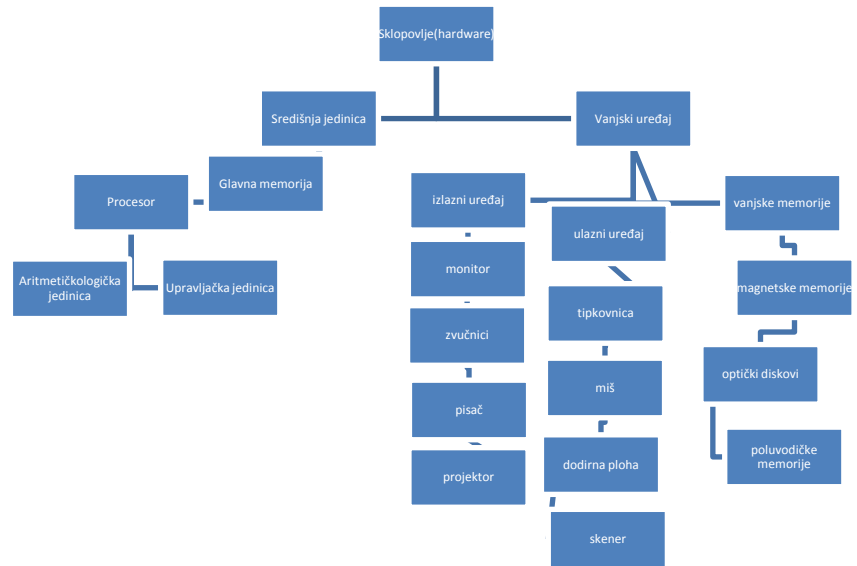 Sklopovlje(hardware)
Središnja jedinica
Vanjski uređaj
Procesor
Glavna memorija
Aritmetičkologička
jedinica
Upravljačka jedinica
izlazni uređaj
monitor
zvučnici
pisač
projektor
ulazni uređaj
tipkovnica
miš
dodirna ploha
skener
vanjske memorije
magnetske memorije
optički diskovi
poluvodičke
memorije